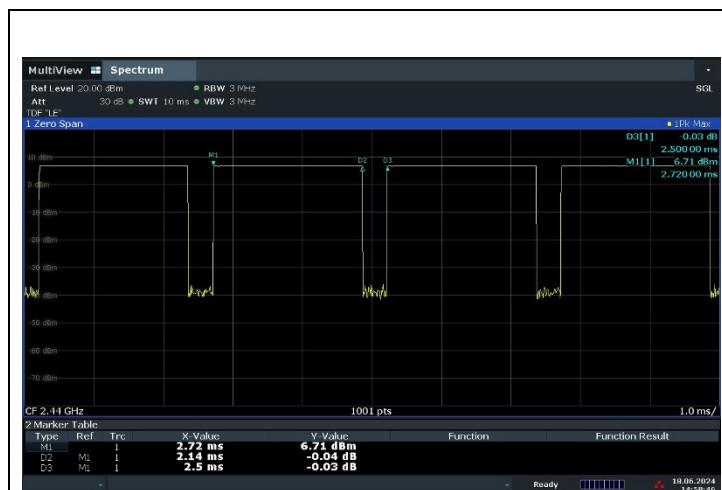 MultiView Spectrum
Ref Level 20.00 dBm RBW 3 MHz SGL
Att 30 dB SWT 10 ms VBW 3 MHz
TDF "LE"
1 Zero Span 1Pk Max
D3[1] -0.03 dB
2.500 00 ms
M1[1] 6.71 dBm
2.720 00 ms
M1 D2 D3
10 dBm
0 dBm
-10 dBm
-20 dBm
-30 dBm
-40 dBm
-50 dBm
-60 dBm
-70 dBm
CF 2.44 GHz 1001 pts 1.0 ms/
2 Marker Table
Type Ref Trc X-Value Y-Value Function Function Result
M1 1 2.72 ms 6.71 dBm
D2 M1 1 2.14 ms -0.04 dB
D3 M1 1 2.5 ms -0.03 dB
Ready 18.06.2024
14:58:46